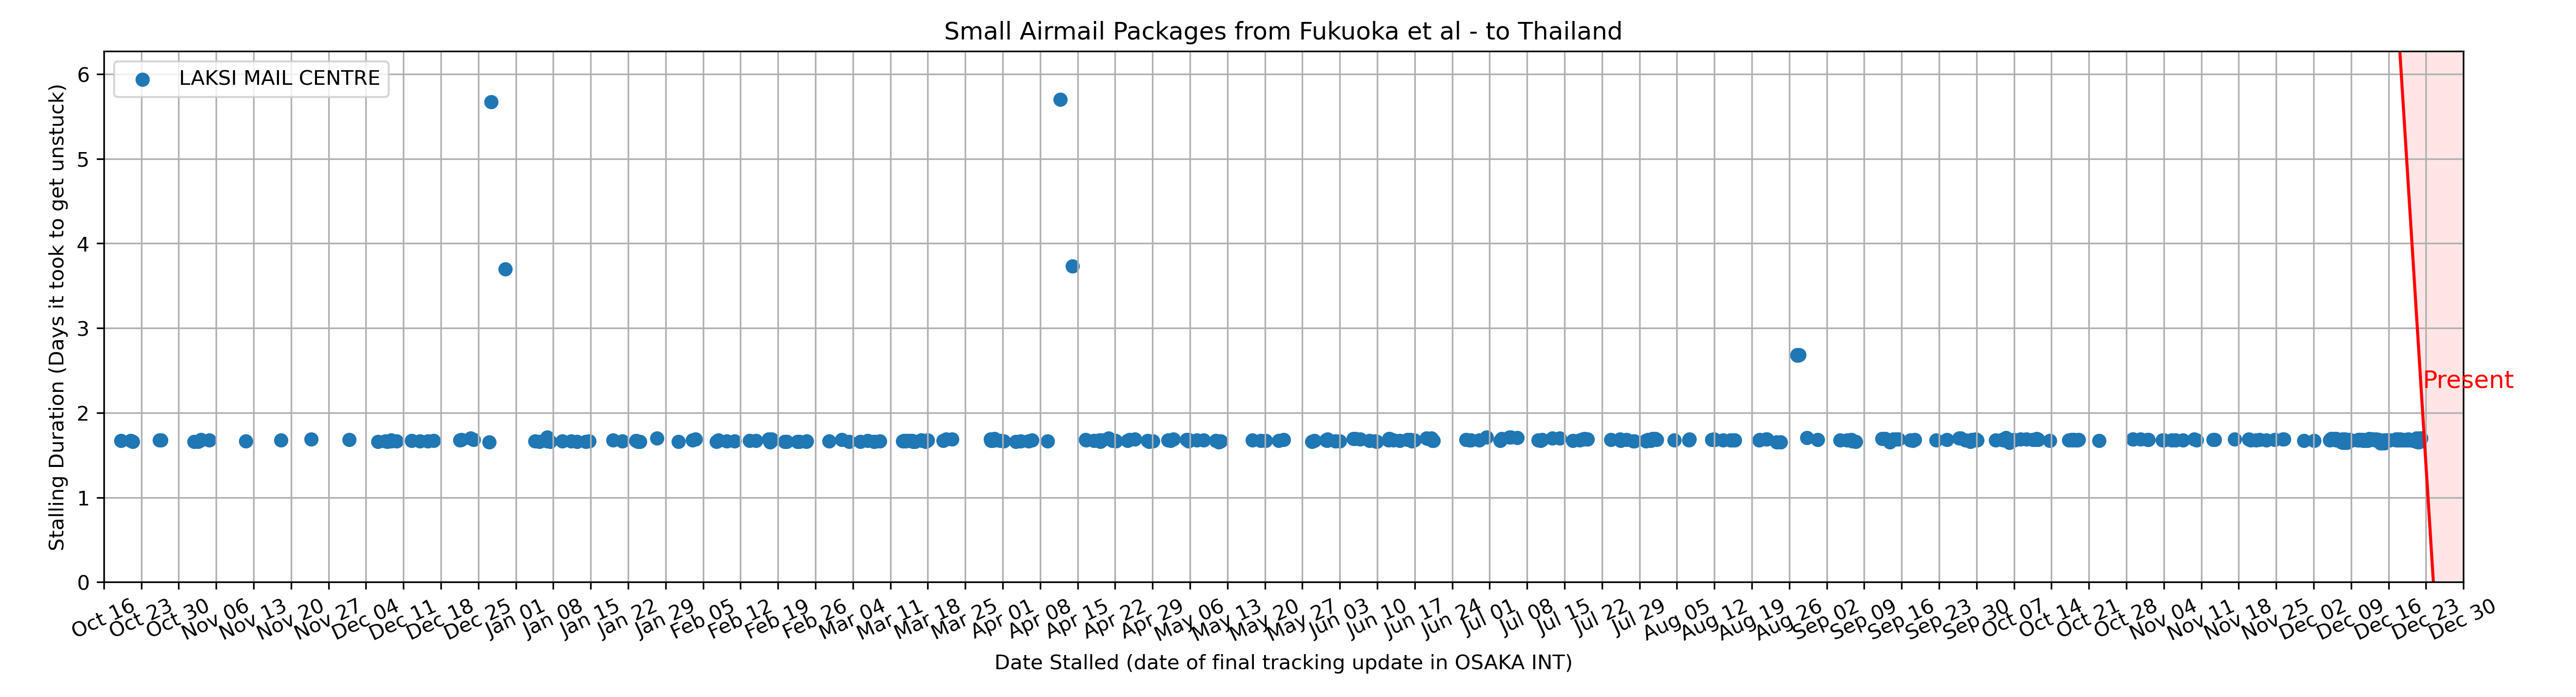 Small Airmail Packages from Fukuoka et al - to Thailand
LAKSI MAIL CENTRE
Stalling Duration (Days it took to get unstuck)
6
5
4
3
2
1
0
Present
Oct 16
Oct 23
Oct 30
Nov 06
Nov 13
Nov 20
Nov 27
Dec 04
Dec 11
Dec 18
Dec 25
Jan 01
Jan 08
Jan 15
Jan 22
Jan 29
Feb 05
Feb 12
Feb 19
Feb 26
Mar 04
Mar 11
Mar 18
Mar 25
Apr 01
Apr 08
Apr 15
Apr 22
Apr 29
May 06
May 13
May 20
May 27
Jun 03
Jun 10
Jun 17
Jun 24
Jul 01
Jul 08
Jul 15
Jul 22
Jul 29
Aug 05
Aug 12
Aug 19
Aug 26
Sep 02
Sep 09
Sep 16
Sep 23
Sep 30
Oct 07
Oct 14
Oct 21
Oct 28
Nov 04
Nov 11
Nov 18
Nov 25
Dec 02
Dec 09
Dec 16
Dec 23
Dec 30
Date Stalled (date of final tracking update in OSAKA INT)